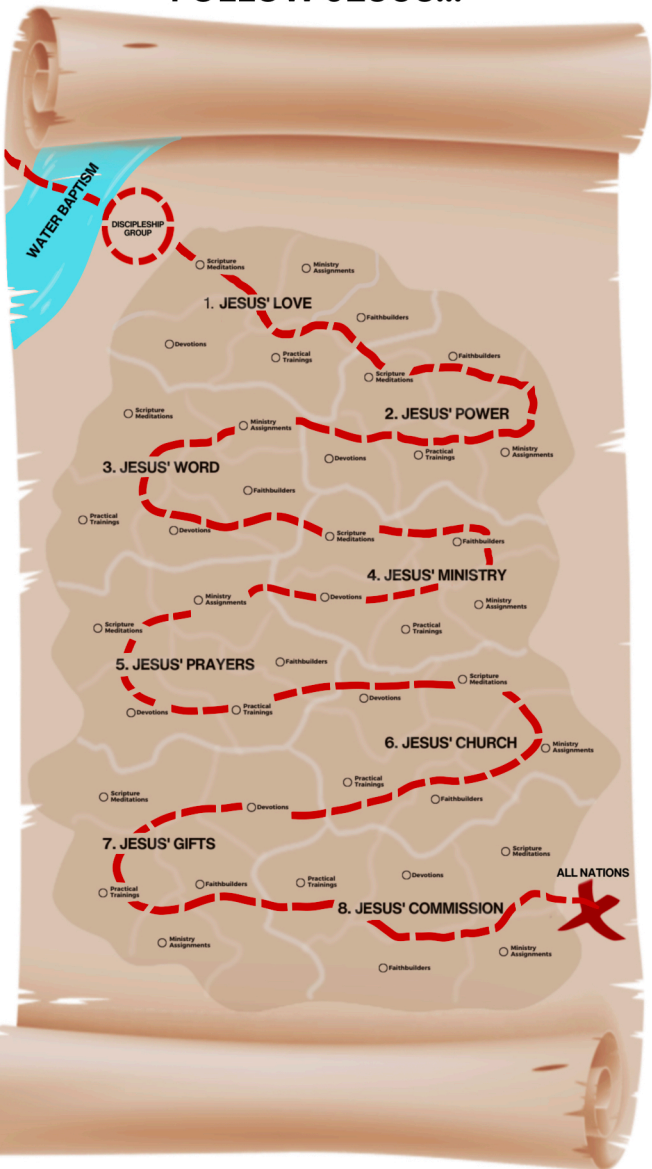 FOLLOW JESUS...
WATER BAPTISM
DISCIPLESHIP
GROUP
Scripture
Meditations
Ministry
Assignments
1. JESUS' LOVE
Faithbuilders
Devotions
Practical
Trainings
Faithbuilders
Scripture
Meditations
Scripture
Meditations
2. JESUS' POWER
Ministry
Assignments
Devotions
Practical
Trainings
Ministry
Assignments
3. JESUS' WORD
Faithbuilders
Practical
Trainings
Devotions
Scripture
Meditations
Faithbuilders
4. JESUS' MINISTRY
Ministry
Assignments
Devotions
Ministry
Assignments
Scripture
Meditations
Practical
Trainings
5. JESUS' PRAYERS
Faithbuilders
Scripture
Meditations
Devotions
Devotions
Practical
Trainings
6. JESUS' CHURCH
Ministry
Assignments
Practical
Trainings
Scripture
Meditations
Devotions
Faithbuilders
7. JESUS' GIFTS
Scripture
Meditations
ALL NATIONS
Practical
Trainings
Faithbuilders
Practical
Trainings
Devotions
8. JESUS' COMMISSION
Ministry
Assignments
Ministry
Assignments
Faithbuilders